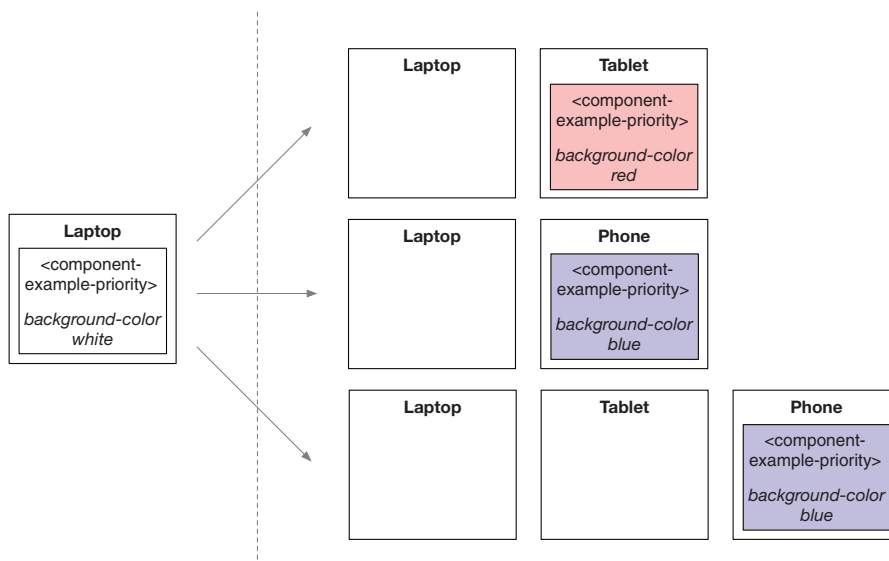 Laptop
<component-
example-priority>
background-color
white
Laptop
Tablet
<component-
example-priority>
background-color
red
Laptop
Phone
<component-
example-priority>
background-color
blue
Laptop
Tablet
Phone
<component-
example-priority>
background-color
blue